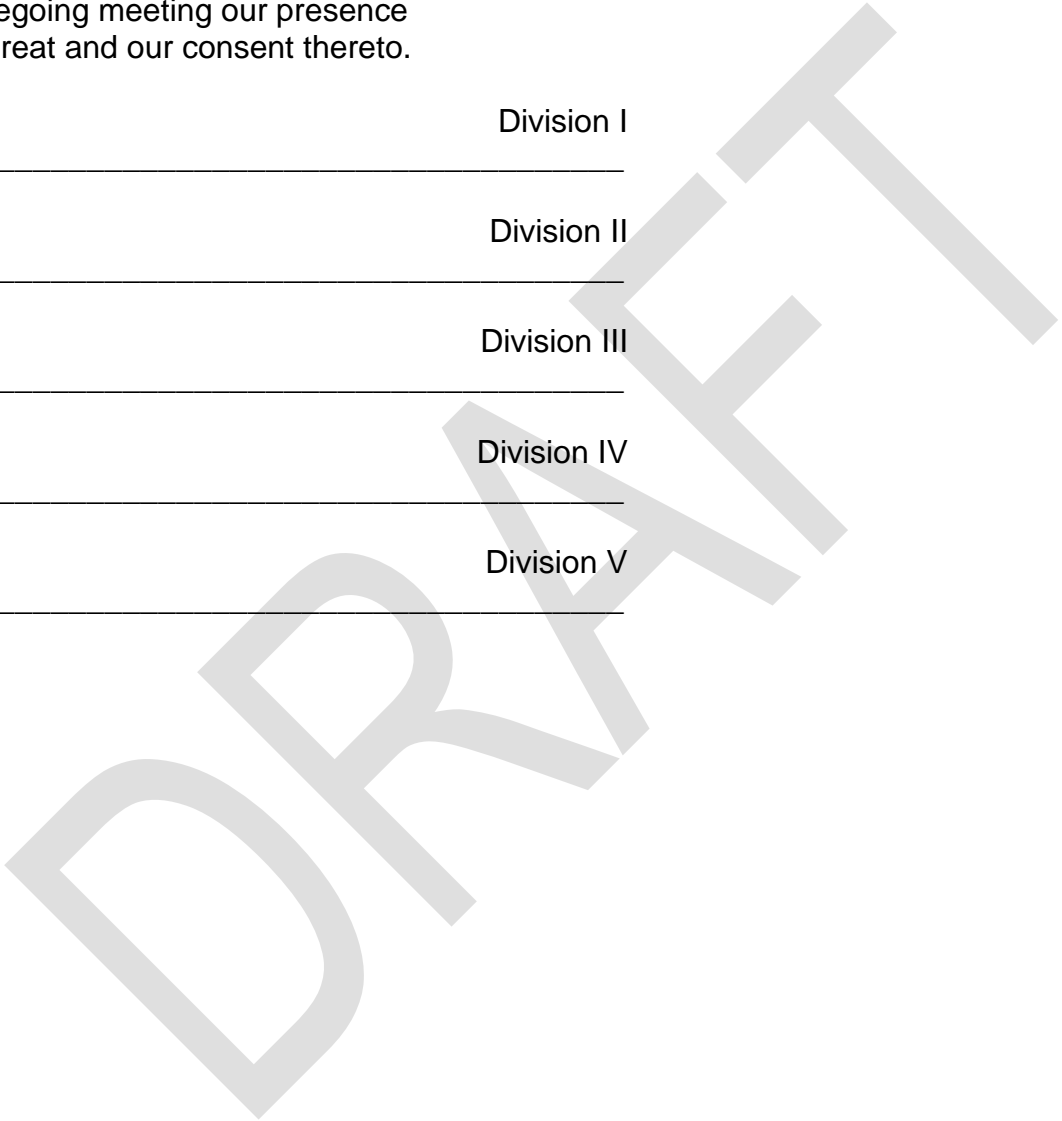 egoing meeting our presence
reat and our consent thereto.
Division I
Division II
Division III
Division IV
Division V
DRAFT